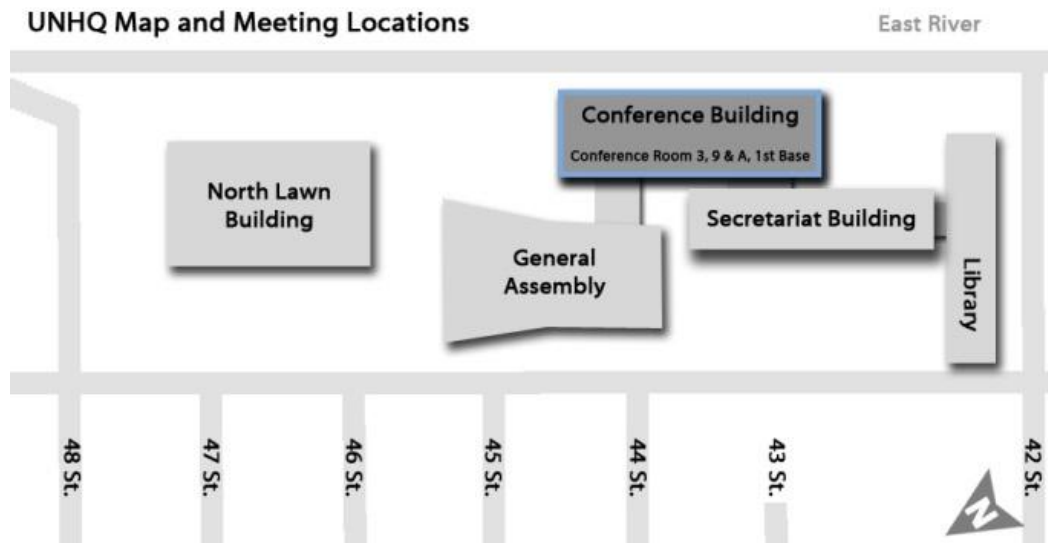 UNHQ Map and Meeting Locations
East River
Conference Building
Conference Room 3, 9 & A, 1st Base
North Lawn
Building
Secretariat Building
General
Assembly
Library
48 St.
47 St.
46 St.
45 St.
44 St.
43 St.
42 St.
N